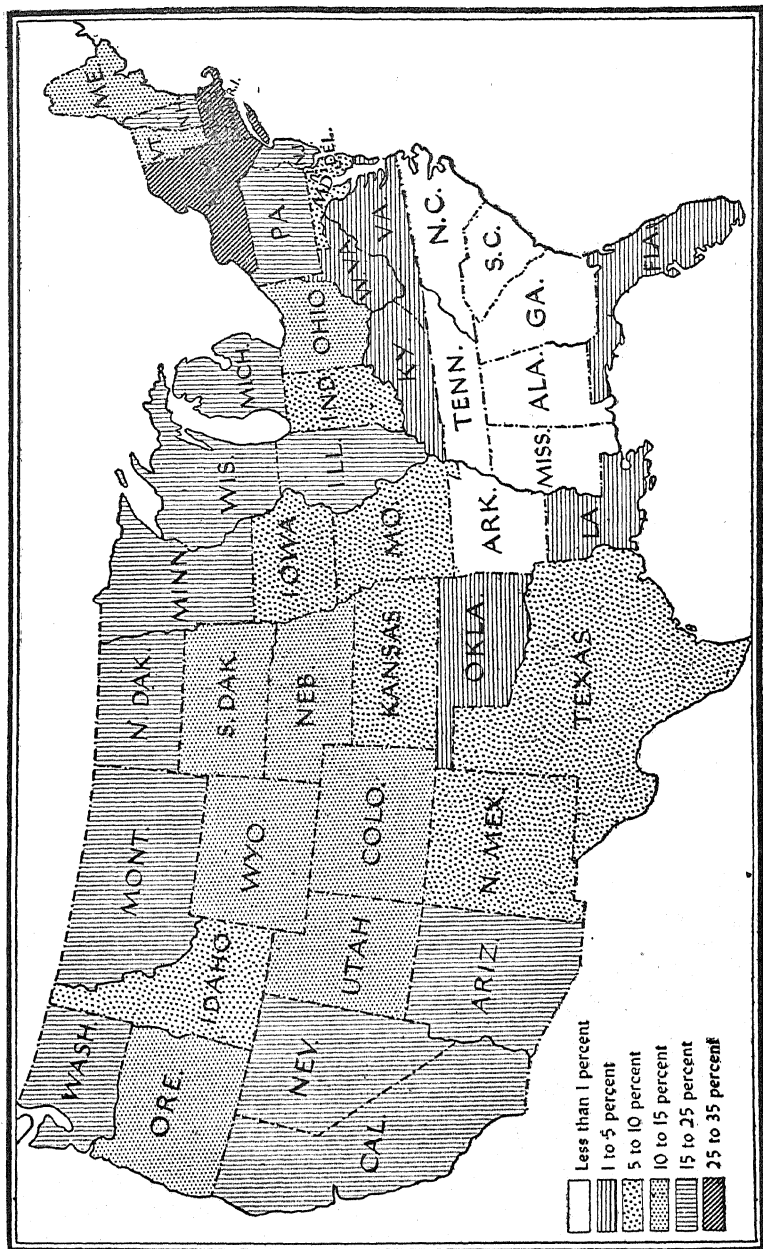 WASH
MONT.
N. DAK.
MINN
WIS.
MICH.
ME.
VT.
N.H.
R.I.
ORE.
IDAHO
WYO
S. DAK.
NEB.
IOWA
ILL.
IND.
OHIO
PA.
N.J.
MD.
DEL.
NEV
UTAH
COLO.
KANSAS
MO.
KY.
W.VA.
VA.
CAL.
ARIZ
N. MEX.
OKLA.
ARK.
TENN.
N.C.
S.C.
TEXAS
LA
MISS.
ALA.
GA.
FLA.
Less than 1 percent
1 to 5 percent
5 to 10 percent
10 to 15 percent
15 to 25 percent
25 to 35 percent